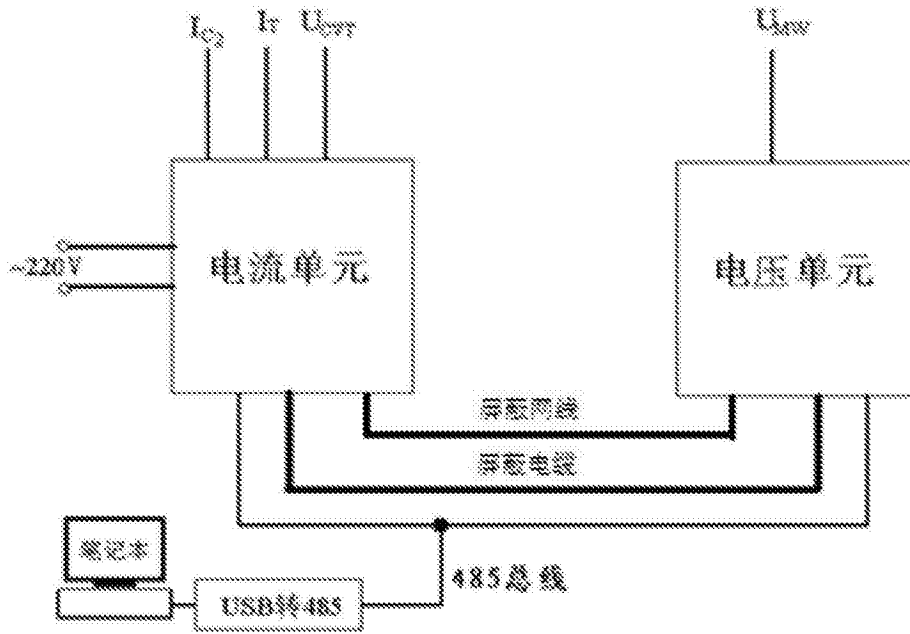 I_C2 I_T U_CVT U_MW
~220V
电流单元
电压单元
屏蔽网线
屏蔽电缆
笔记本
485总线
USB转485